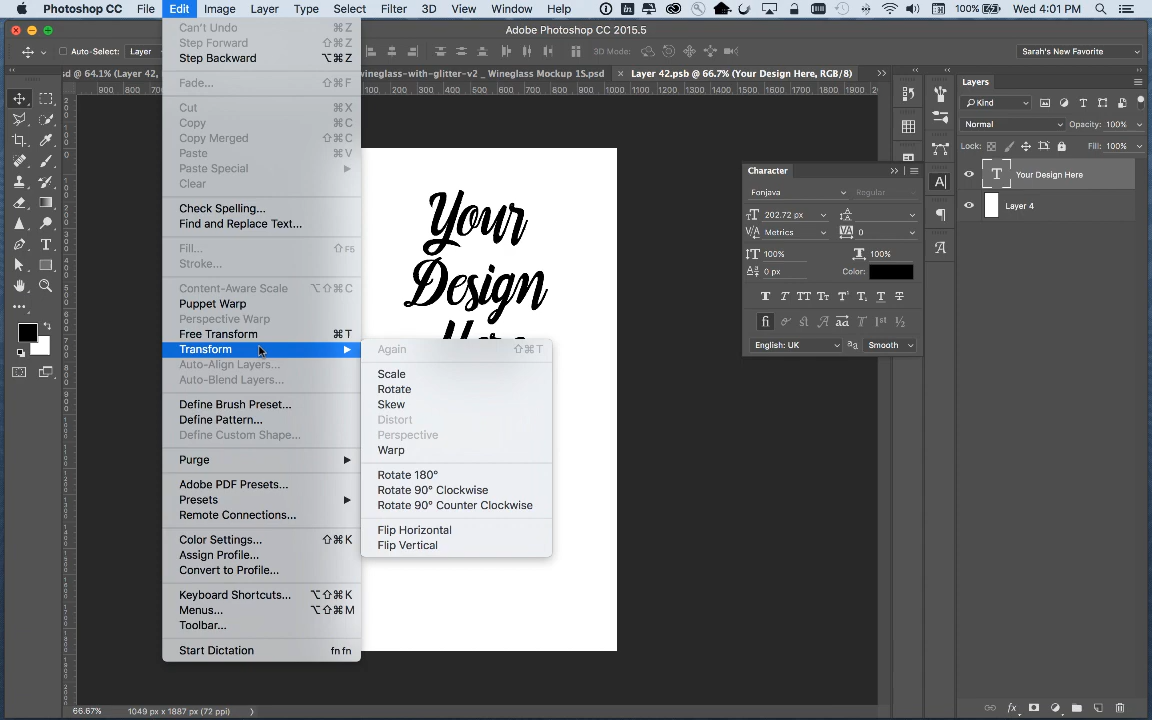 Photoshop CC File Edit Image Layer Type Select Filter 3D View Window Help 100% Wed 4:01 PM
Adobe Photoshop CC 2015.5
Auto-Select: Layer 3D Mode: Sarah's New Favorite
sd @ 64.1% (Layer 42, wineglass-with-glitter-v2 _ Wineglass Mockup 1S.psd × Layer 42.psb @ 66.7% (Your Design Here, RGB/8)
Can't Undo ⌘Z
Step Forward ⇧⌘Z
Step Backward ⌥⌘Z
Fade... ⇧⌘F
Cut ⌘X
Copy ⌘C
Copy Merged ⇧⌘C
Paste ⌘V
Paste Special
Clear
Check Spelling...
Find and Replace Text...
Fill... ⇧F5
Stroke...
Content-Aware Scale ⌥⇧⌘C
Puppet Warp
Perspective Warp
Free Transform ⌘T
Transform
Auto-Align Layers...
Auto-Blend Layers...
Define Brush Preset...
Define Pattern...
Define Custom Shape...
Purge
Adobe PDF Presets...
Presets
Remote Connections...
Color Settings... ⇧⌘K
Assign Profile...
Convert to Profile...
Keyboard Shortcuts... ⌥⇧⌘K
Menus... ⌥⇧⌘M
Toolbar...
Start Dictation fn fn
Again ⇧⌘T
Scale
Rotate
Skew
Distort
Perspective
Warp
Rotate 180°
Rotate 90° Clockwise
Rotate 90° Counter Clockwise
Flip Horizontal
Flip Vertical
Your
Design
Here
Character
Fonjava Regular
202.72 px
Metrics 0
100% 100%
0 px Color:
English: UK Smooth
Layers
Kind
Normal Opacity: 100%
Lock: Fill: 100%
Your Design Here
Layer 4
66.67% 1049 px x 1887 px (72 ppi)